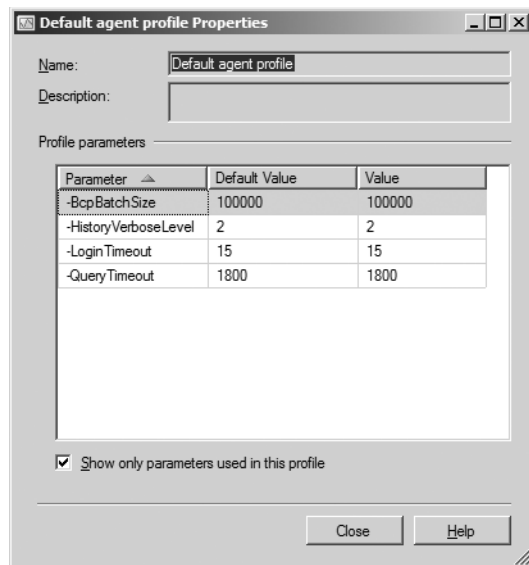 Default agent profile Properties
Name: Default agent profile
Description:
Profile parameters
Parameter Default Value Value
-BcpBatchSize 100000 100000
-HistoryVerboseLevel 2 2
-LoginTimeout 15 15
-QueryTimeout 1800 1800
Show only parameters used in this profile
Close Help